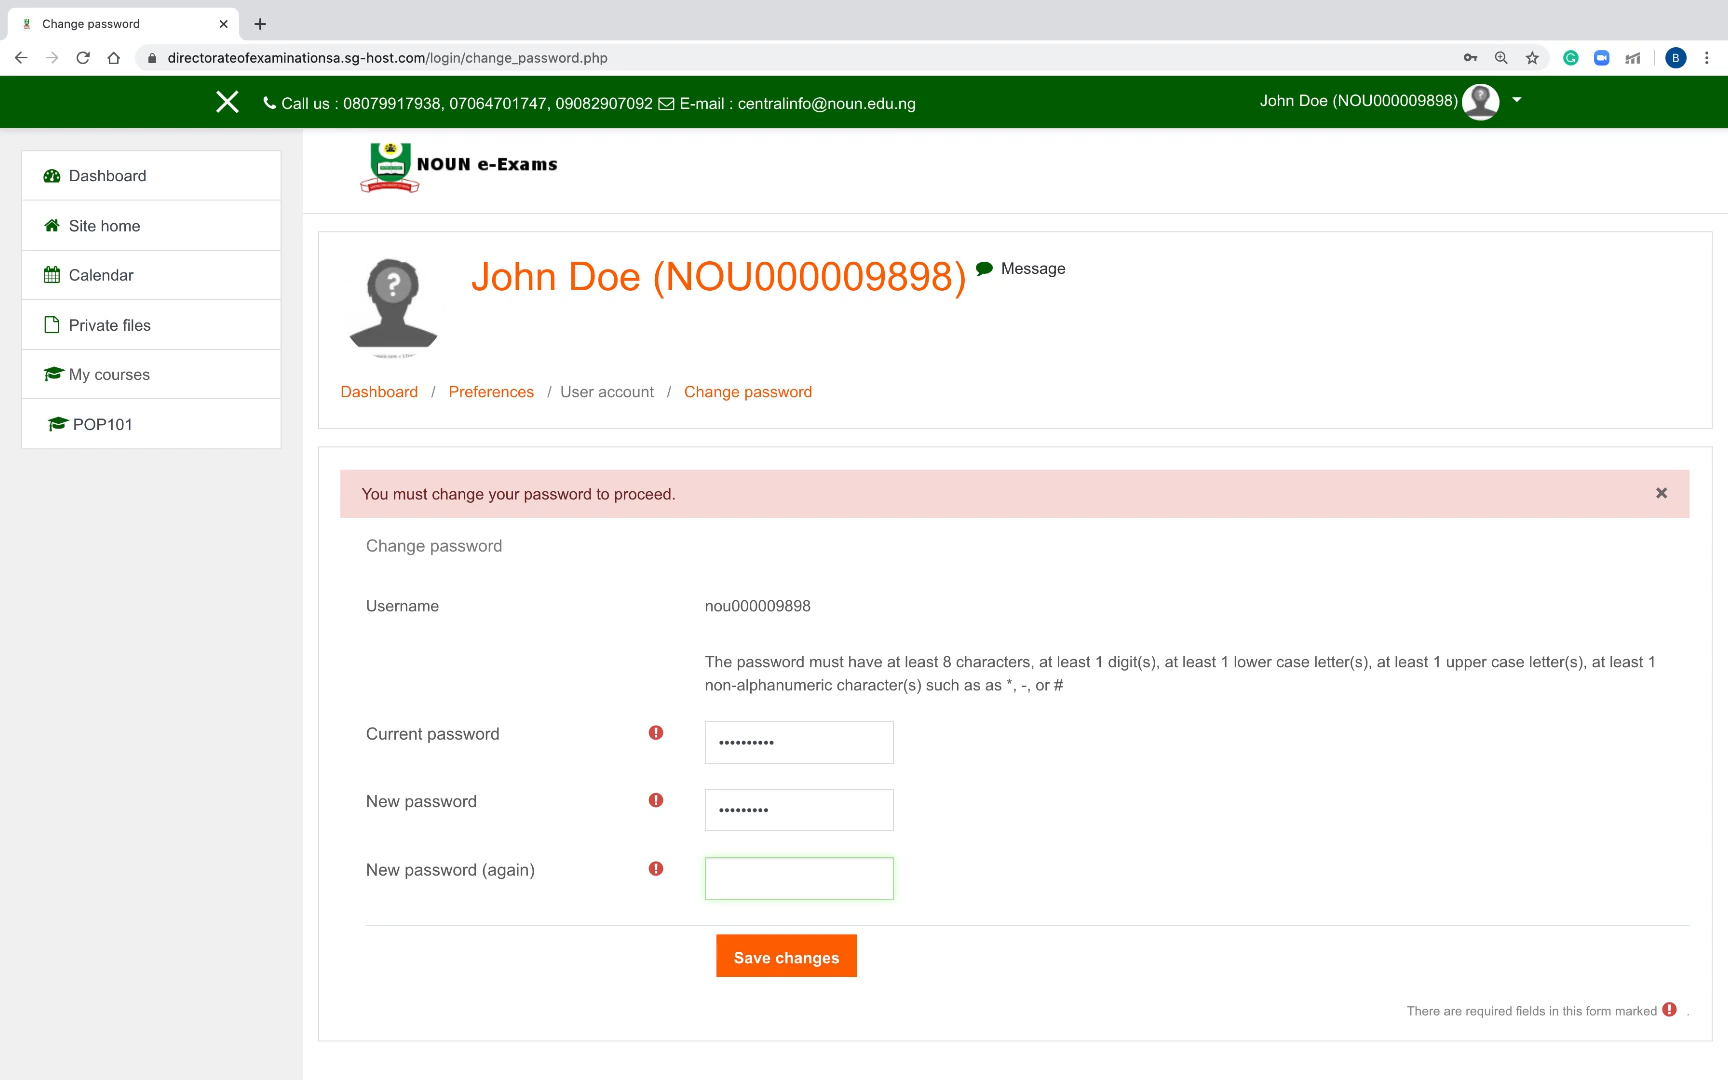 Change password
directorateofexaminationsa.sg-host.com/login/change_password.php
B
Call us : 08079917938, 07064701747, 09082907092 E-mail : centralinfo@noun.edu.ng
John Doe (NOU000009898)
Dashboard
Site home
Calendar
Private files
My courses
POP101
NOUN e-Exams
John Doe (NOU000009898)
Message
Dashboard / Preferences / User account / Change password
You must change your password to proceed.
Change password
Username
nou000009898
The password must have at least 8 characters, at least 1 digit(s), at least 1 lower case letter(s), at least 1 upper case letter(s), at least 1
non-alphanumeric character(s) such as as *, -, or #
Current password
••••••••••
New password
•••••••••
New password (again)
Save changes
There are required fields in this form marked .